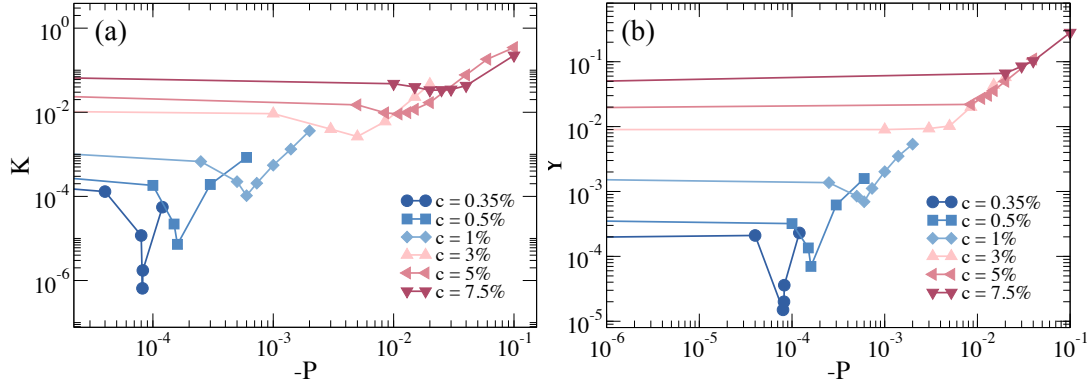 (a)
K
10^0
10^-2
10^-4
10^-6
c = 0.35%
c = 0.5%
c = 1%
c = 3%
c = 5%
c = 7.5%
10^-4
10^-3
10^-2
10^-1
-P
(b)
Y
10^-1
10^-2
10^-3
10^-4
10^-5
c = 0.35%
c = 0.5%
c = 1%
c = 3%
c = 5%
c = 7.5%
10^-6
10^-5
10^-4
10^-3
10^-2
10^-1
-P